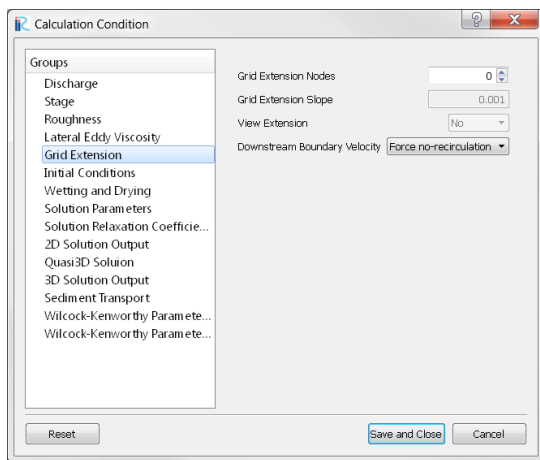 Calculation Condition
Groups
Discharge
Stage
Roughness
Lateral Eddy Viscosity
Grid Extension
Initial Conditions
Wetting and Drying
Solution Parameters
Solution Relaxation Coefficie...
2D Solution Output
Quasi3D Soluion
3D Solution Output
Sediment Transport
Wilcock-Kenworthy Paramete...
Wilcock-Kenworthy Paramete...
Grid Extension Nodes 0
Grid Extension Slope 0.001
View Extension No
Downstream Boundary Velocity Force no-recirculation
Reset Save and Close Cancel